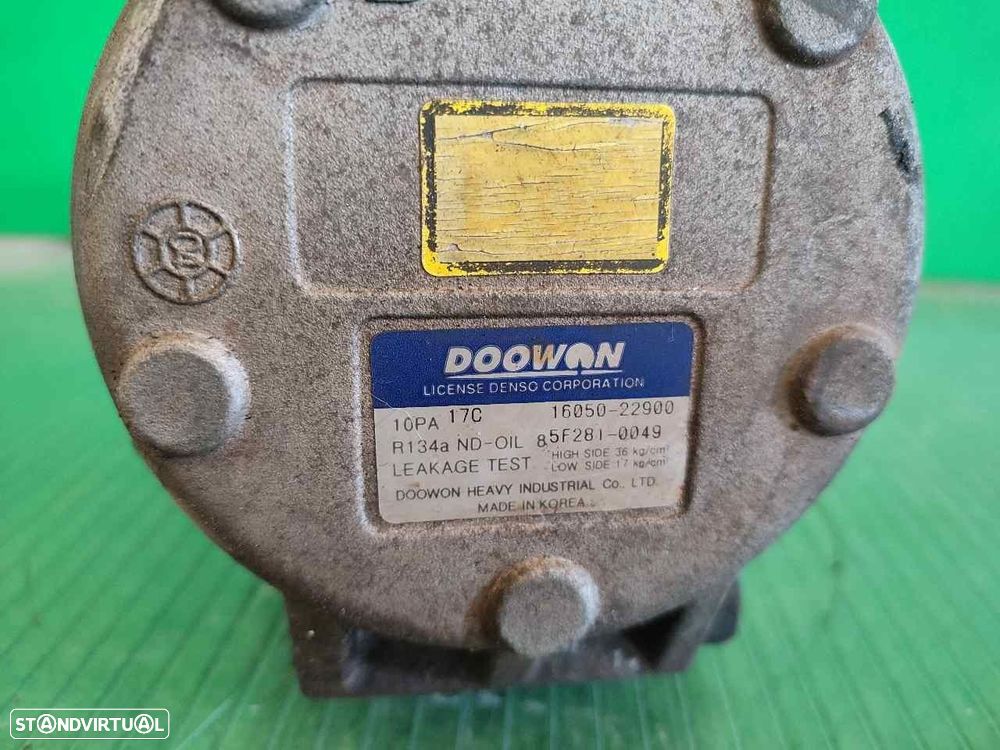 2
DOOWON
LICENSE DENSO CORPORATION
10PA 17C 16050-22900
R134a ND-OIL 8 5F281-0049
LEAKAGE TEST HIGH SIDE 36 kg/cm²
LOW SIDE 17 kg/cm²
DOOWON HEAVY INDUSTRIAL Co., LTD.
MADE IN KOREA
STANDVIRTUAL